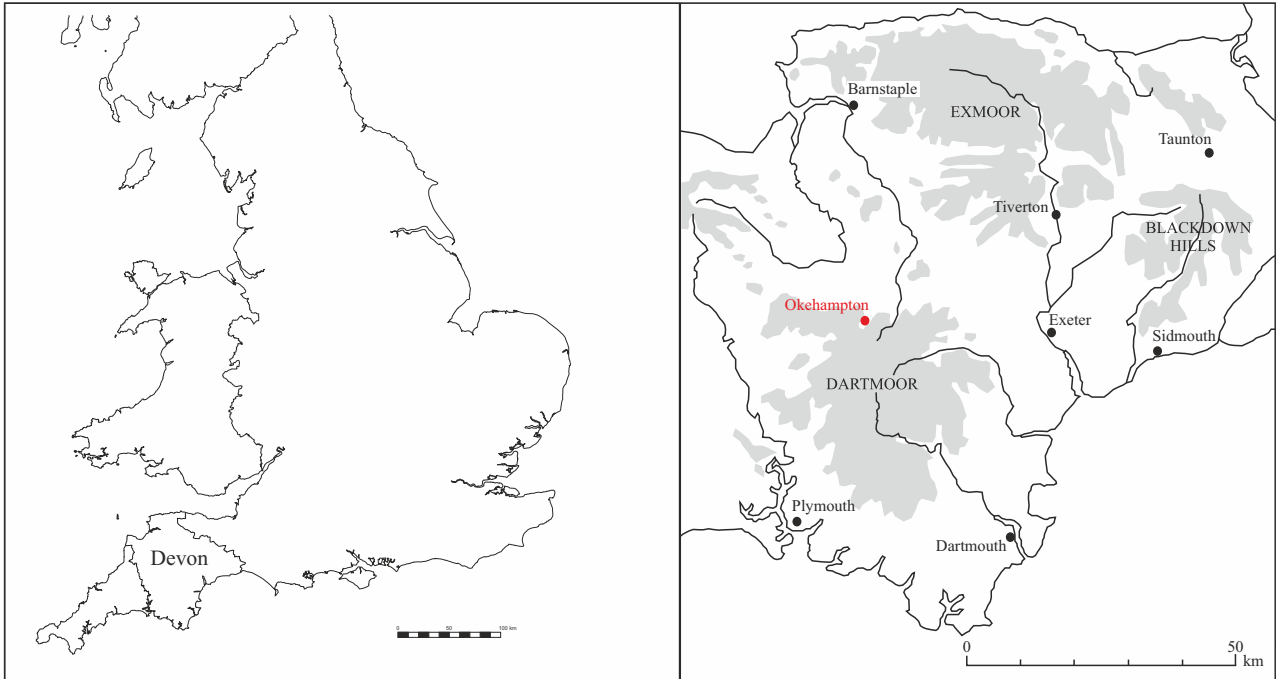 Devon
0
100 km
Barnstaple
EXMOOR
Taunton
Tiverton
BLACKDOWN
HILLS
Okehampton
Exeter
Sidmouth
DARTMOOR
Plymouth
Dartmouth
0
50
km